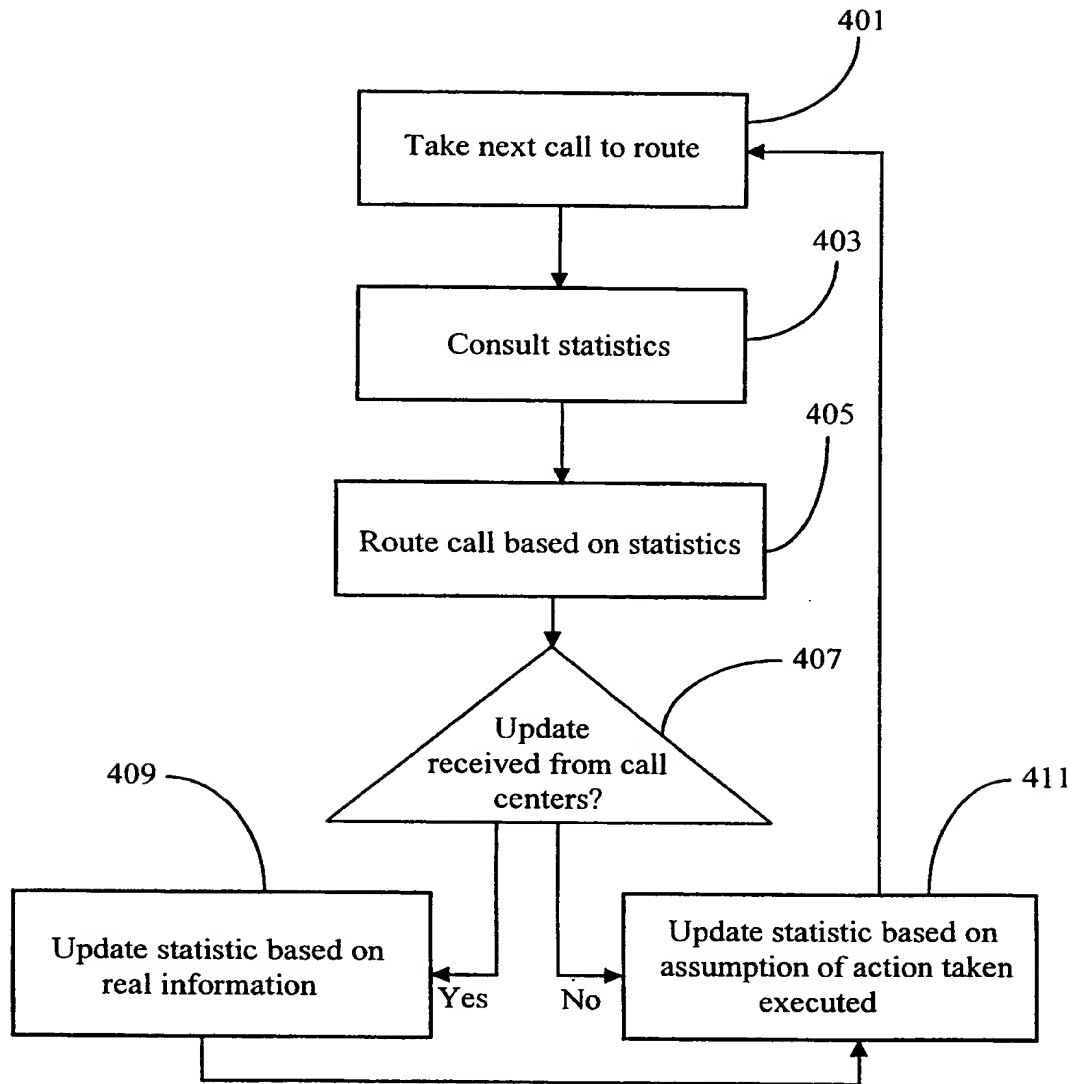 401
Take next call to route
403
Consult statistics
405
Route call based on statistics
407
Update
received from call
centers?
409
411
Update statistic based on
real information
Yes
No
Update statistic based on
assumption of action taken
executed